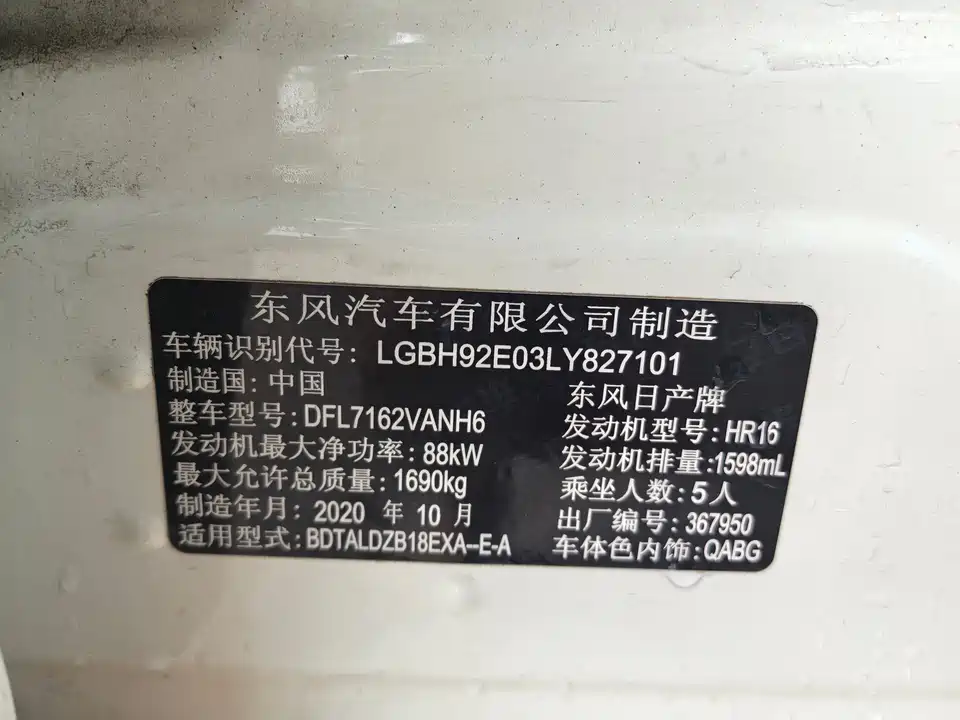 东风汽车有限公司制造
车辆识别代号: LGBH92E03LY827101
制造国: 中国 东风日产牌
整车型号: DFL7162VANH6 发动机型号: HR16
发动机最大净功率: 88kW 发动机排量: 1598mL
最大允许总质量: 1690kg 乘坐人数: 5人
制造年月: 2020 年 10 月 出厂编号: 367950
适用型式: BDTALDZB18EXA--E-A 车体色内饰: QABG